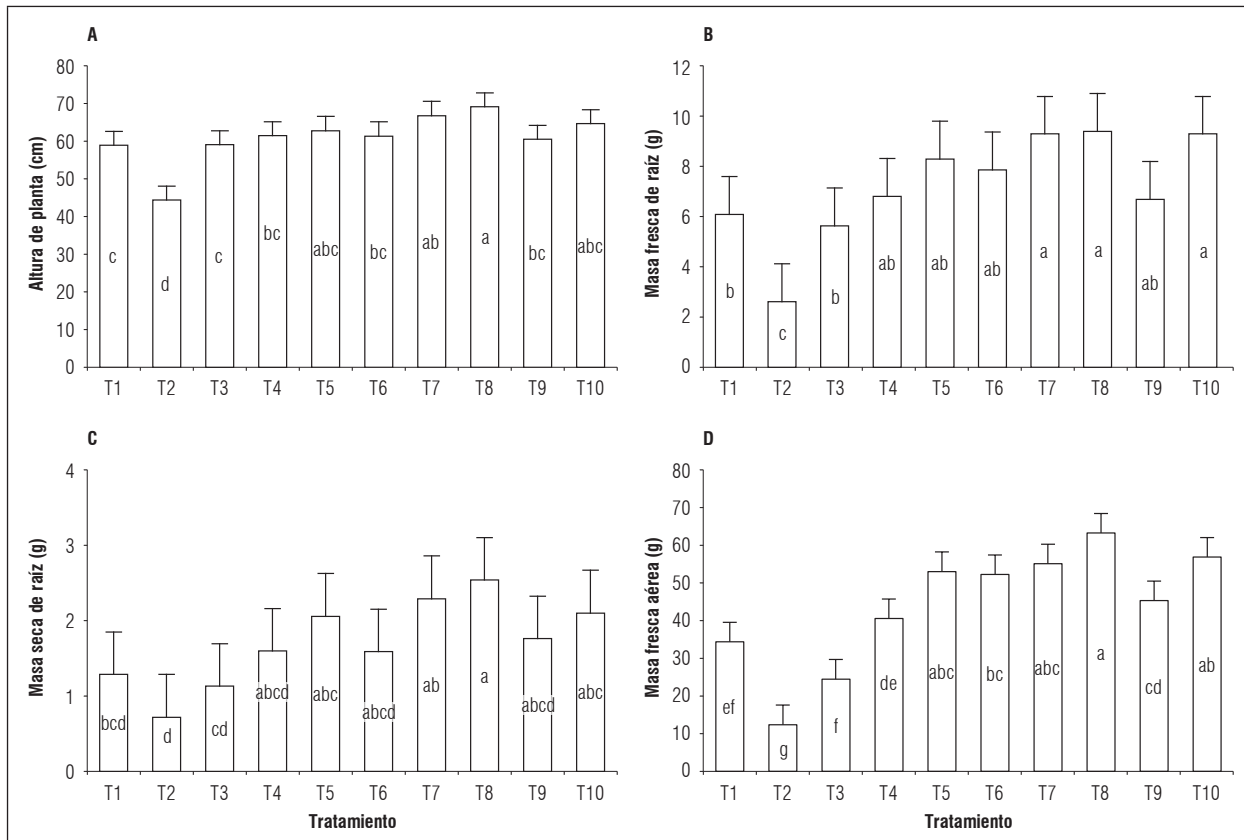 A
Altura de planta (cm)
80
70
60
50
40
30
20
10
0
c
d
c
bc
abc
bc
ab
a
bc
abc
T1 T2 T3 T4 T5 T6 T7 T8 T9 T10
B
Masa fresca de raíz (g)
12
10
8
6
4
2
0
b
c
b
ab
ab
ab
a
a
ab
a
T1 T2 T3 T4 T5 T6 T7 T8 T9 T10
C
Masa seca de raíz (g)
4
3
2
1
0
bcd
d
cd
abcd
abc
abcd
ab
a
abcd
abc
T1 T2 T3 T4 T5 T6 T7 T8 T9 T10
Tratamiento
D
Masa fresca aérea (g)
80
70
60
50
40
30
20
10
0
ef
g
f
de
abc
bc
abc
a
cd
ab
T1 T2 T3 T4 T5 T6 T7 T8 T9 T10
Tratamiento